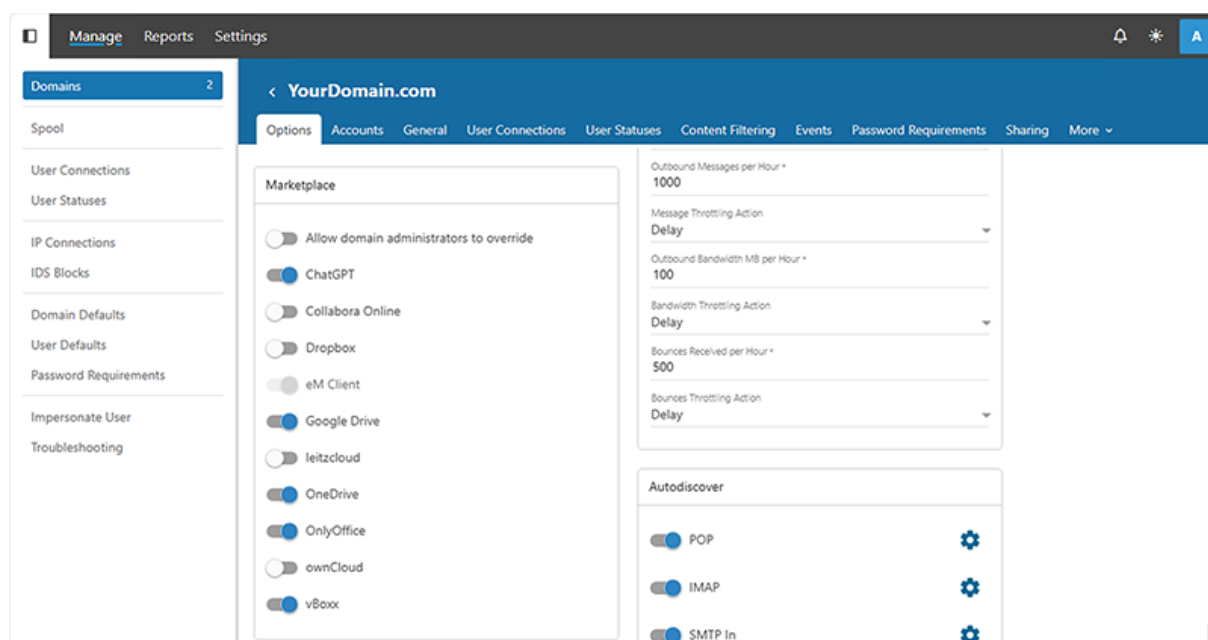 Manage Reports Settings
A
Domains 2
Spool
User Connections
User Statuses
IP Connections
IDS Blocks
Domain Defaults
User Defaults
Password Requirements
Impersonate User
Troubleshooting
YourDomain.com
Options Accounts General User Connections User Statuses Content Filtering Events Password Requirements Sharing More
Marketplace
Allow domain administrators to override
ChatGPT
Collabora Online
Dropbox
eM Client
Google Drive
leitzcloud
OneDrive
OnlyOffice
ownCloud
vBoxx
Outbound Messages per Hour *
1000
Message Throttling Action
Delay
Outbound Bandwidth MB per Hour *
100
Bandwidth Throttling Action
Delay
Bounces Received per Hour *
500
Bounces Throttling Action
Delay
Autodiscover
POP
IMAP
SMTP In